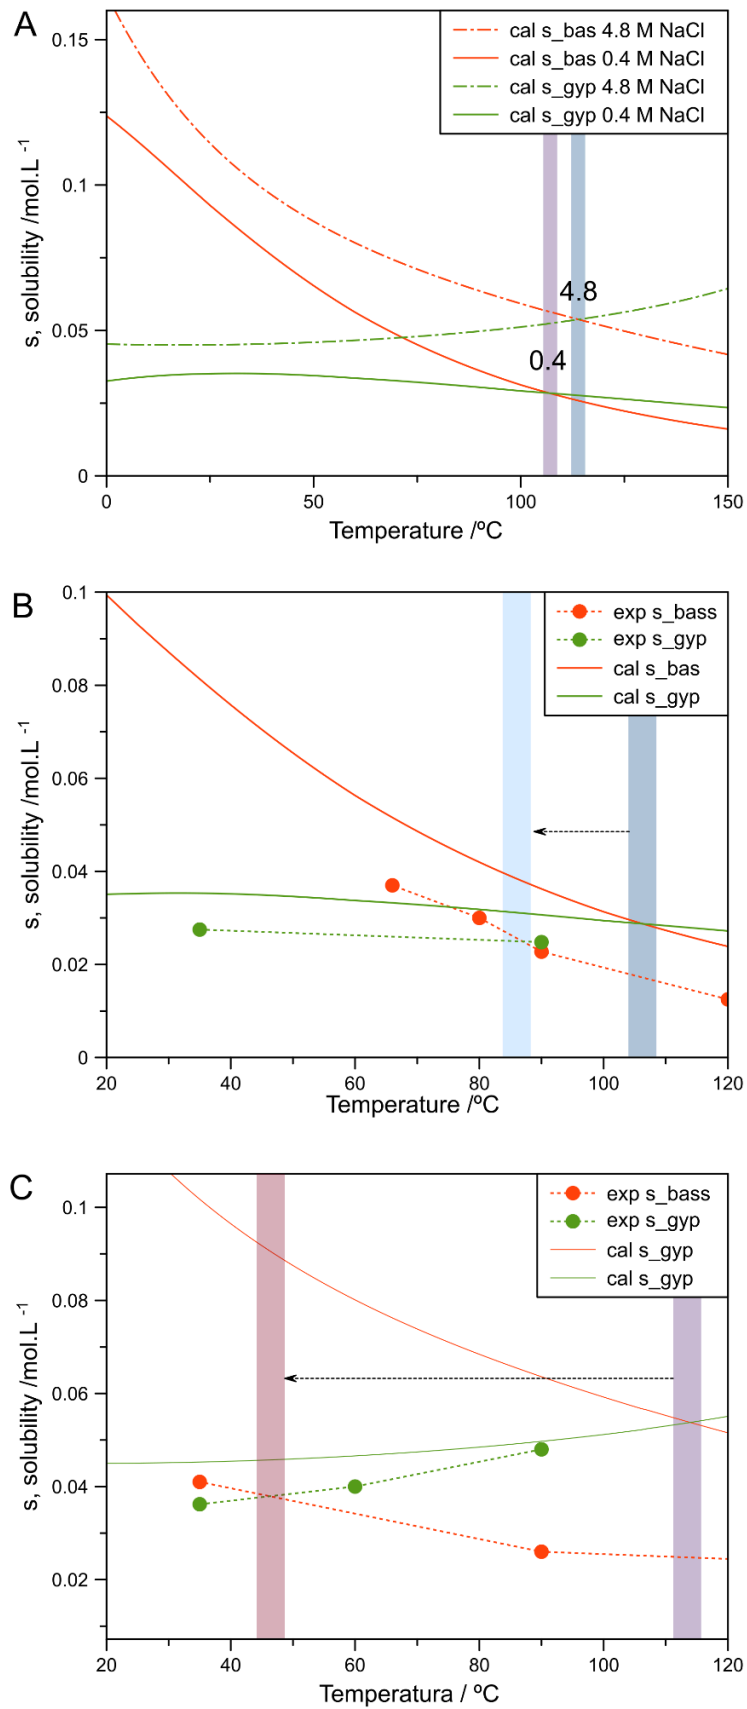 A
cal s_bas 4.8 M NaCl
cal s_bas 0.4 M NaCl
cal s_gyp 4.8 M NaCl
cal s_gyp 0.4 M NaCl
0.15
0.1
0.05
0
s, solubility /mol.L -1
4.8
0.4
0 50 100 150
Temperature /ºC
B
exp s_bass
exp s_gyp
cal s_bas
cal s_gyp
0.1
0.08
0.06
0.04
0.02
0
s, solubility /mol.L -1
20 40 60 80 100 120
Temperature /ºC
C
exp s_bass
exp s_gyp
cal s_gyp
cal s_gyp
0.1
0.08
0.06
0.04
0.02
s, solubility /mol.L -1
20 40 60 80 100 120
Temperatura / ºC